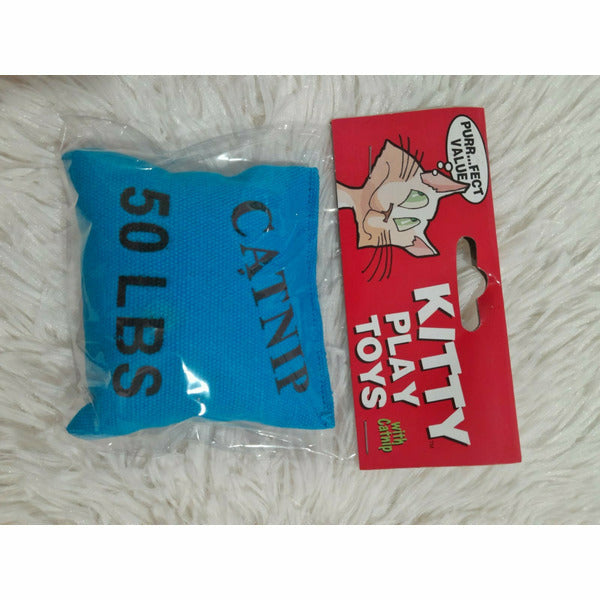 PURR...FECT
VALUE
KITTY
PLAY
TOYS
with
Catnip
CATNIP
50 LBS